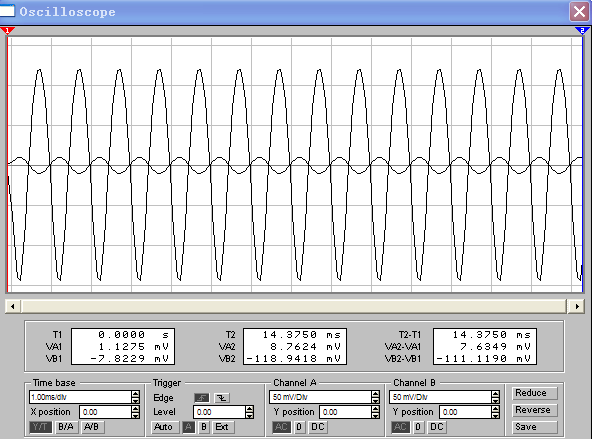 Oscilloscope
1 2
T1 0.0000 s T2 14.3750 ms T2-T1 14.3750 ms
VA1 1.1275 mV VA2 8.7624 mV VA2-VA1 7.6349 mV
VB1 -7.8229 mV VB2 -118.9418 mV VB2-VB1 -111.1190 mV
Time base Trigger Channel A Channel B
1.00ms/div Edge 50 mV/Div 50 mV/Div Reduce
X position 0.00 Level 0.00 Y position 0.00 Y position 0.00 Reverse
Y/T B/A A/B Auto A B Ext AC 0 DC AC 0 DC Save